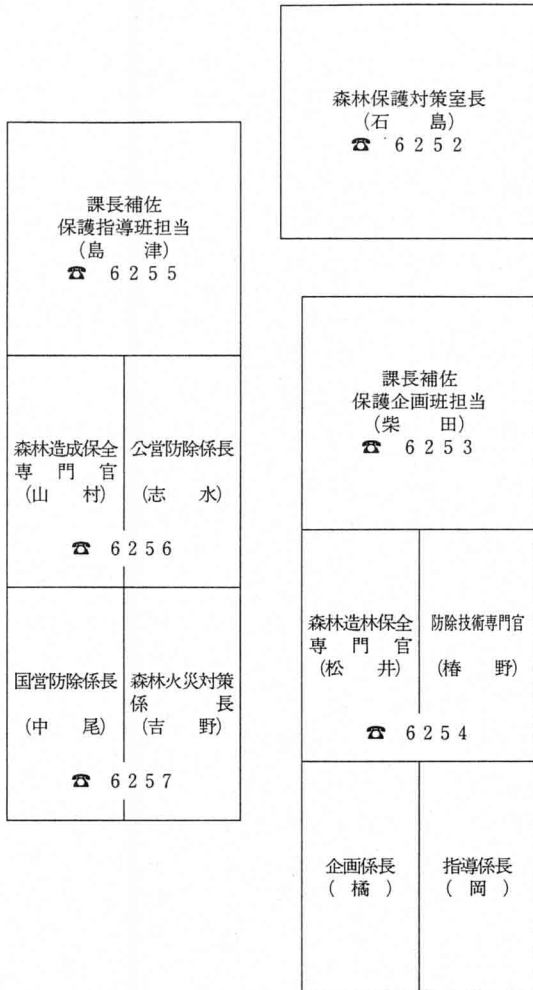 森林保護対策室長
(石　　島)
☎ 6252
課長補佐
保護指導班担当
(島　　津)
☎ 6255
森林造成保全
専　門　官
(山　　村)
公営防除係長
(志　　水)
☎ 6256
国営防除係長
(中　　尾)
森林火災対策
係　　　長
(吉　　野)
☎ 6257
課長補佐
保護企画班担当
(柴　　田)
☎ 6253
森林造林保全
専　門　官
(松　　井)
防除技術専門官
(椿　　野)
☎ 6254
企画係長
(　橘　)
指導係長
(　岡　)